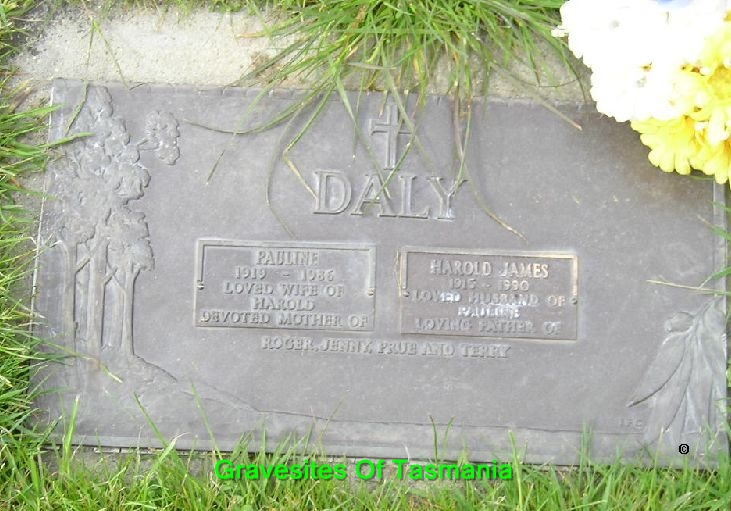 DALY
PAULINE
1919 - 1986
LOVED WIFE OF
HAROLD
DEVOTED MOTHER OF
HAROLD JAMES
1915 - 1990
LOVED HUSBAND OF
PAULINE
LOVING FATHER OF
ROGER, JENNY, PRUE AND TERRY
©
Gravesites Of Tasmania